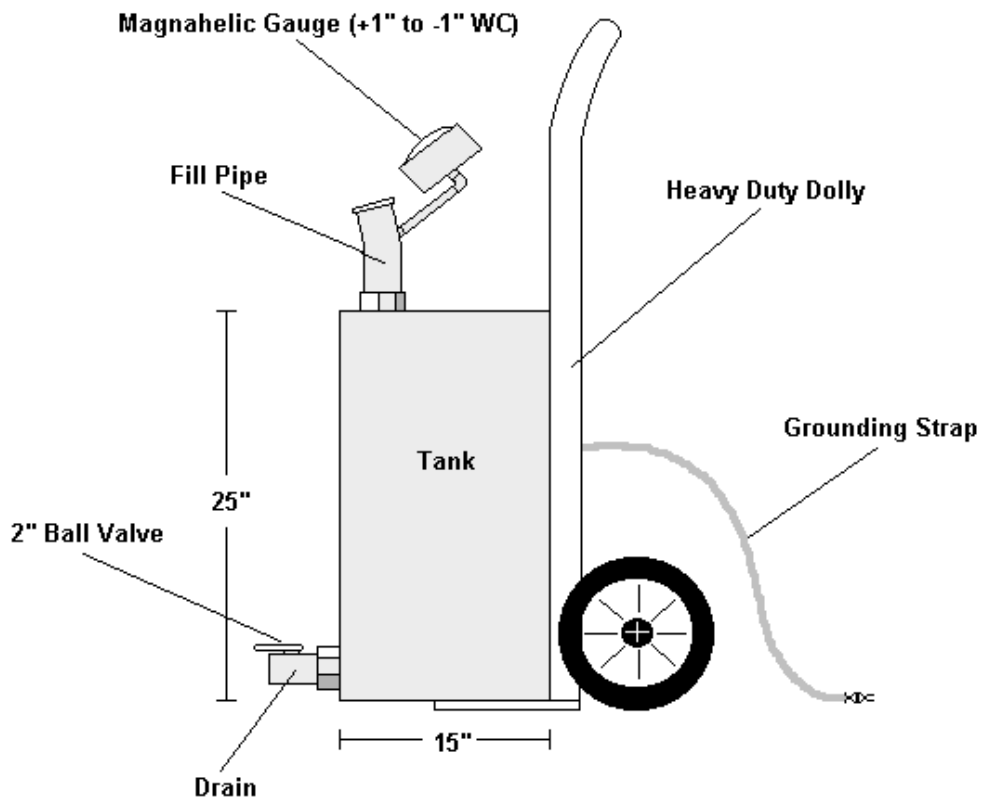 Magnahelic Gauge (+1" to -1" WC)
Fill Pipe
Heavy Duty Dolly
Grounding Strap
Tank
25"
2" Ball Valve
15"
Drain